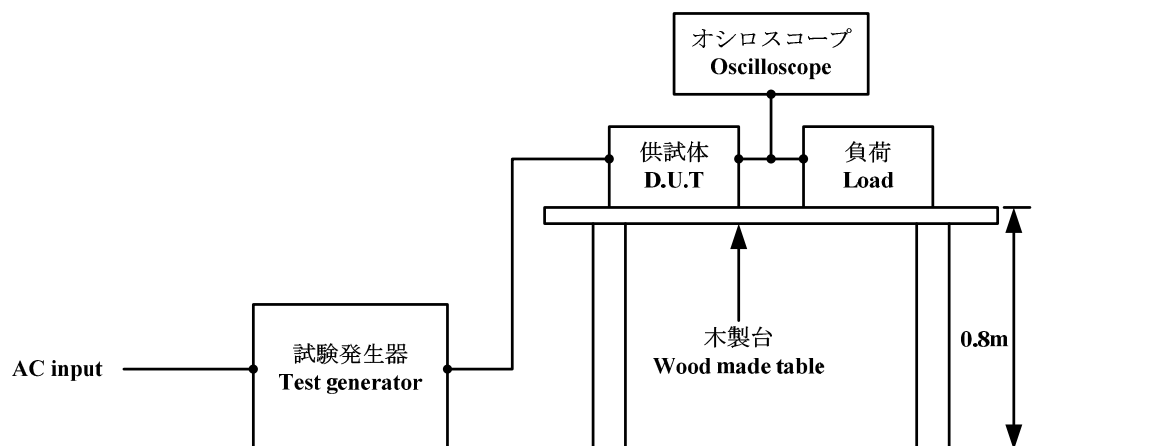 オシロスコープ
Oscilloscope
供試体
D.U.T
負荷
Load
木製台
Wood made table
0.8m
試験発生器
Test generator
AC input